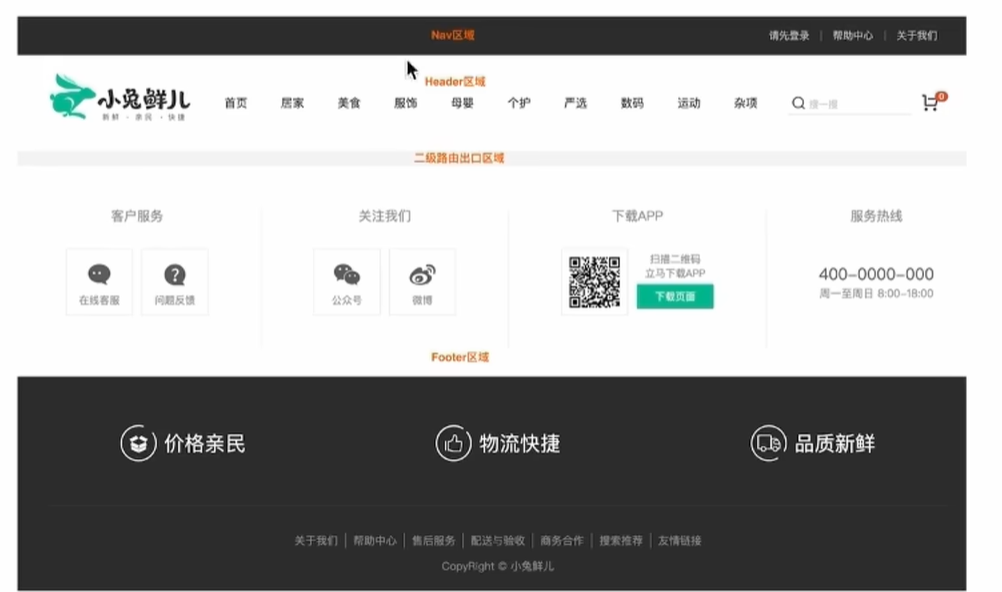 Nav区域
请先登录 | 帮助中心 | 关于我们
Header区域
小兔鲜儿
新鲜 · 亲民 · 快捷
首页 居家 美食 服饰 母婴 个护 严选 数码 运动 杂项
搜一搜
0
二级路由出口区域
客户服务
在线客服 问题反馈
关注我们
公众号 微博
下载APP
扫描二维码
立马下载APP
下载页面
服务热线
400-0000-000
周一至周日 8:00-18:00
Footer区域
价格亲民 物流快捷 品质新鲜
关于我们 | 帮助中心 | 售后服务 | 配送与验收 | 商务合作 | 搜索推荐 | 友情链接
CopyRight © 小兔鲜儿